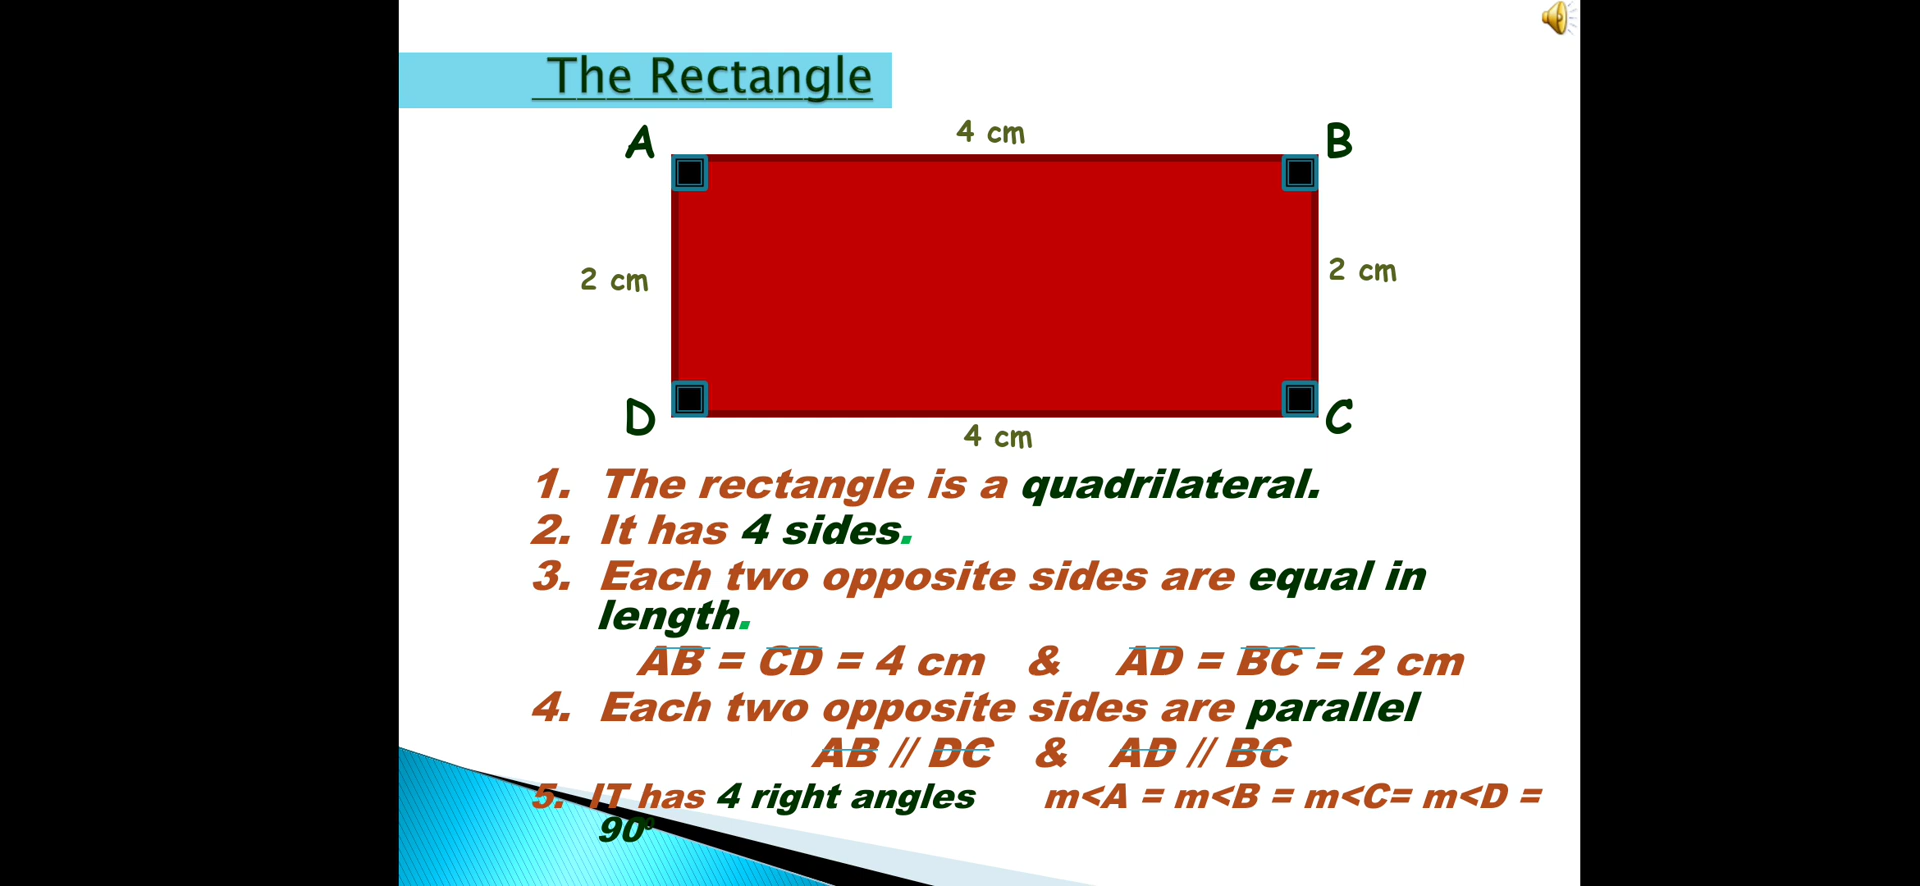 The Rectangle
4 cm
A
B
2 cm
2 cm
D
C
4 cm
1. The rectangle is a quadrilateral.
2. It has 4 sides.
3. Each two opposite sides are equal in
length.
AB = CD = 4 cm & AD = BC = 2 cm
4. Each two opposite sides are parallel
AB // DC & AD // BC
5. IT has 4 right angles m<A = m<B = m<C= m<D =
90⁰